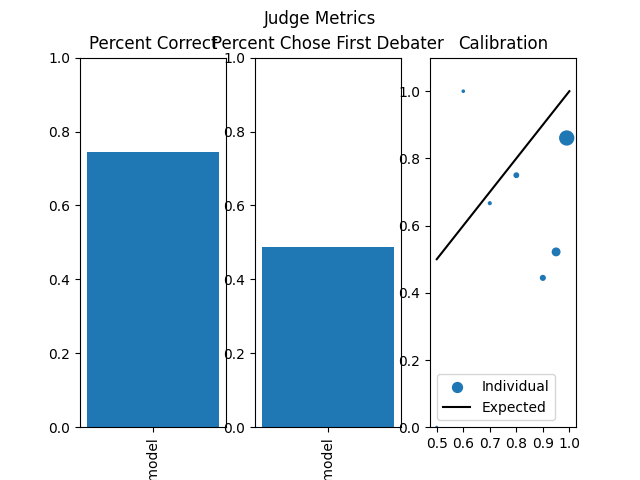 Judge Metrics
Percent Correct
Percent Chose First Debater
Calibration
1.0
0.8
0.6
0.4
0.2
0.0
model
1.0
0.8
0.6
0.4
0.2
0.0
model
1.0
0.8
0.6
0.4
0.2
0.0
0.5 0.6 0.7 0.8 0.9 1.0
Individual
Expected